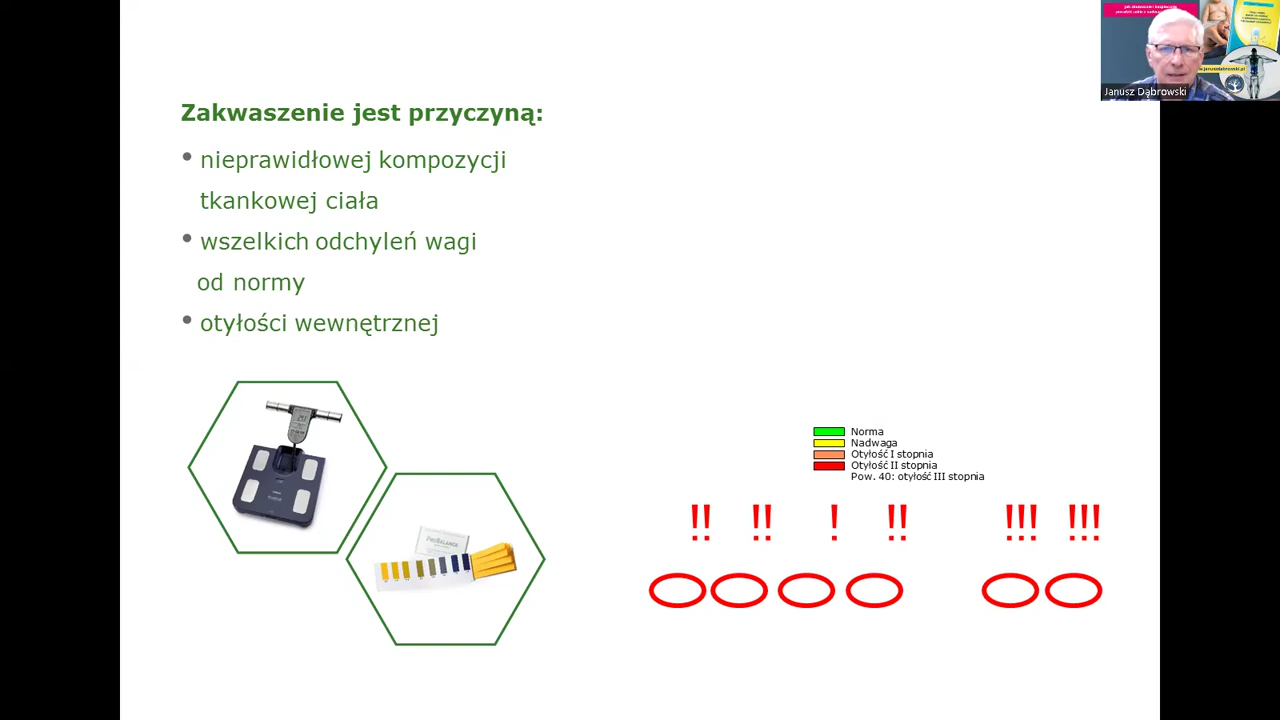 Zakwaszenie jest przyczyną:
• nieprawidłowej kompozycji
tkankowej ciała
• wszelkich odchyleń wagi
od normy
• otyłości wewnętrznej
Norma
Nadwaga
Otyłość I stopnia
Otyłość II stopnia
Pow. 40: otyłość III stopnia
!! !! ! !! !!! !!!
Janusz Dąbrowski